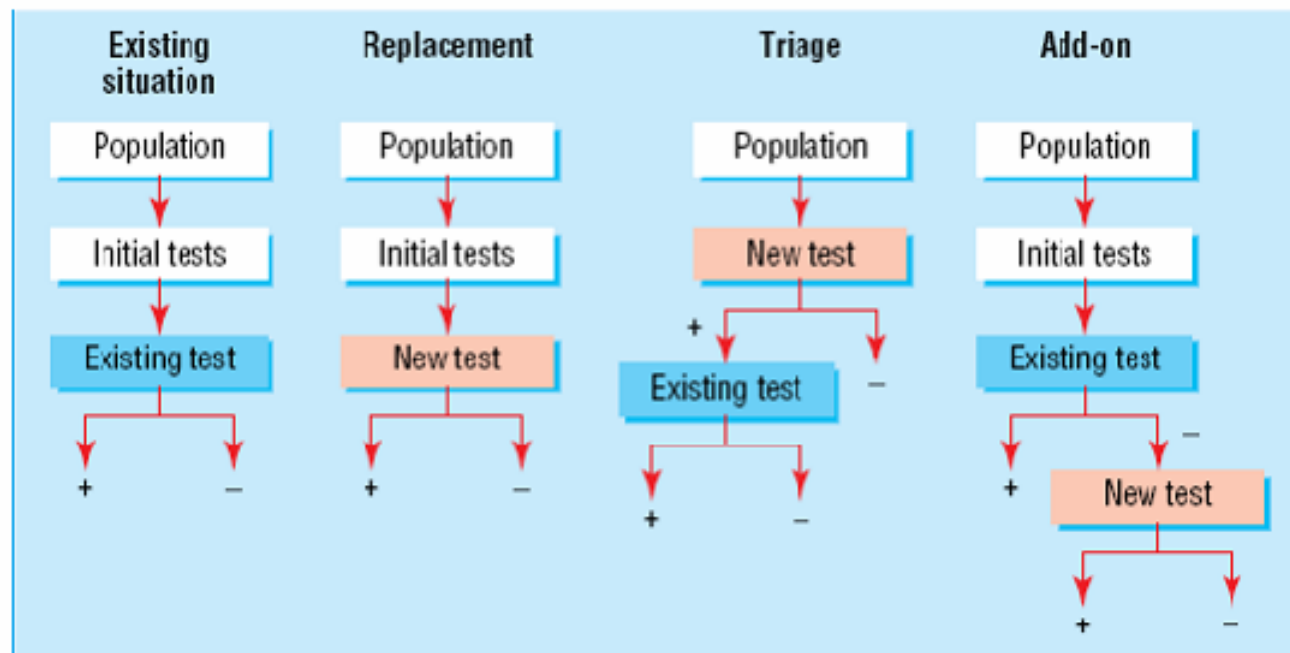 Existing
situation
Population
Initial tests
Existing test
+
–
Replacement
Population
Initial tests
New test
+
–
Triage
Population
New test
+
–
Existing test
+
–
Add-on
Population
Initial tests
Existing test
+
–
New test
+
–